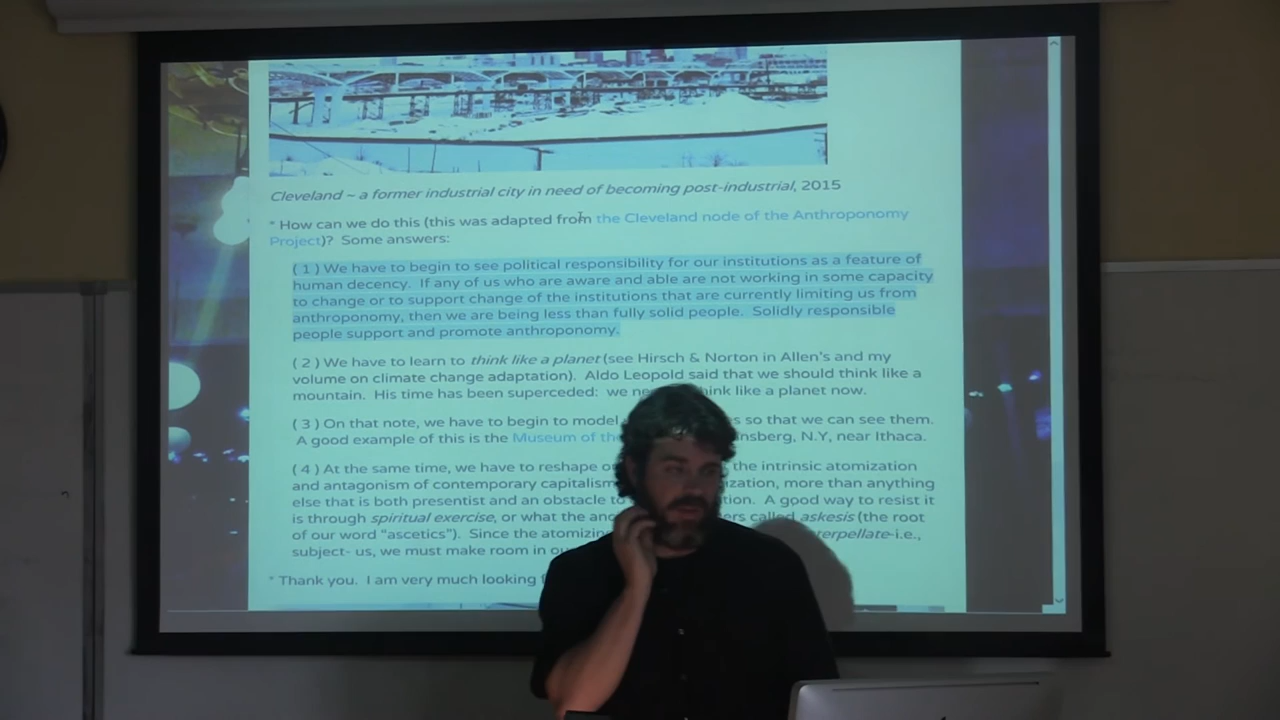 Cleveland ~ a former industrial city in need of becoming post-industrial, 2015
* How can we do this (this was adapted from the Cleveland node of the Anthroponomy
Project)? Some answers:
( 1 ) We have to begin to see political responsibility for our institutions as a feature of
human decency. If any of us who are aware and able are not working in some capacity
to change or to support change of the institutions that are currently limiting us from
anthroponomy, then we are being less than fully solid people. Solidly responsible
people support and promote anthroponomy.
( 2 ) We have to learn to think like a planet (see Hirsch & Norton in Allen's and my
volume on climate change adaptation). Aldo Leopold said that we should think like a
mountain. His time has been superceded: we think like a planet now.
( 3 ) On that note, we have to begin to model so that we can see them.
A good example of this is the Museum of the N.Y, near Ithaca.
( 4 ) At the same time, we have to reshape the intrinsic atomization
and antagonism of contemporary capitalism more than anything
else that is both presentist and an obstacle to A good way to resist it
is through spiritual exercise, or what the called askesis (the root
of our word "ascetics"). Since the -i.e.,
subject- us, we must make room in
* Thank you. I am very much looking